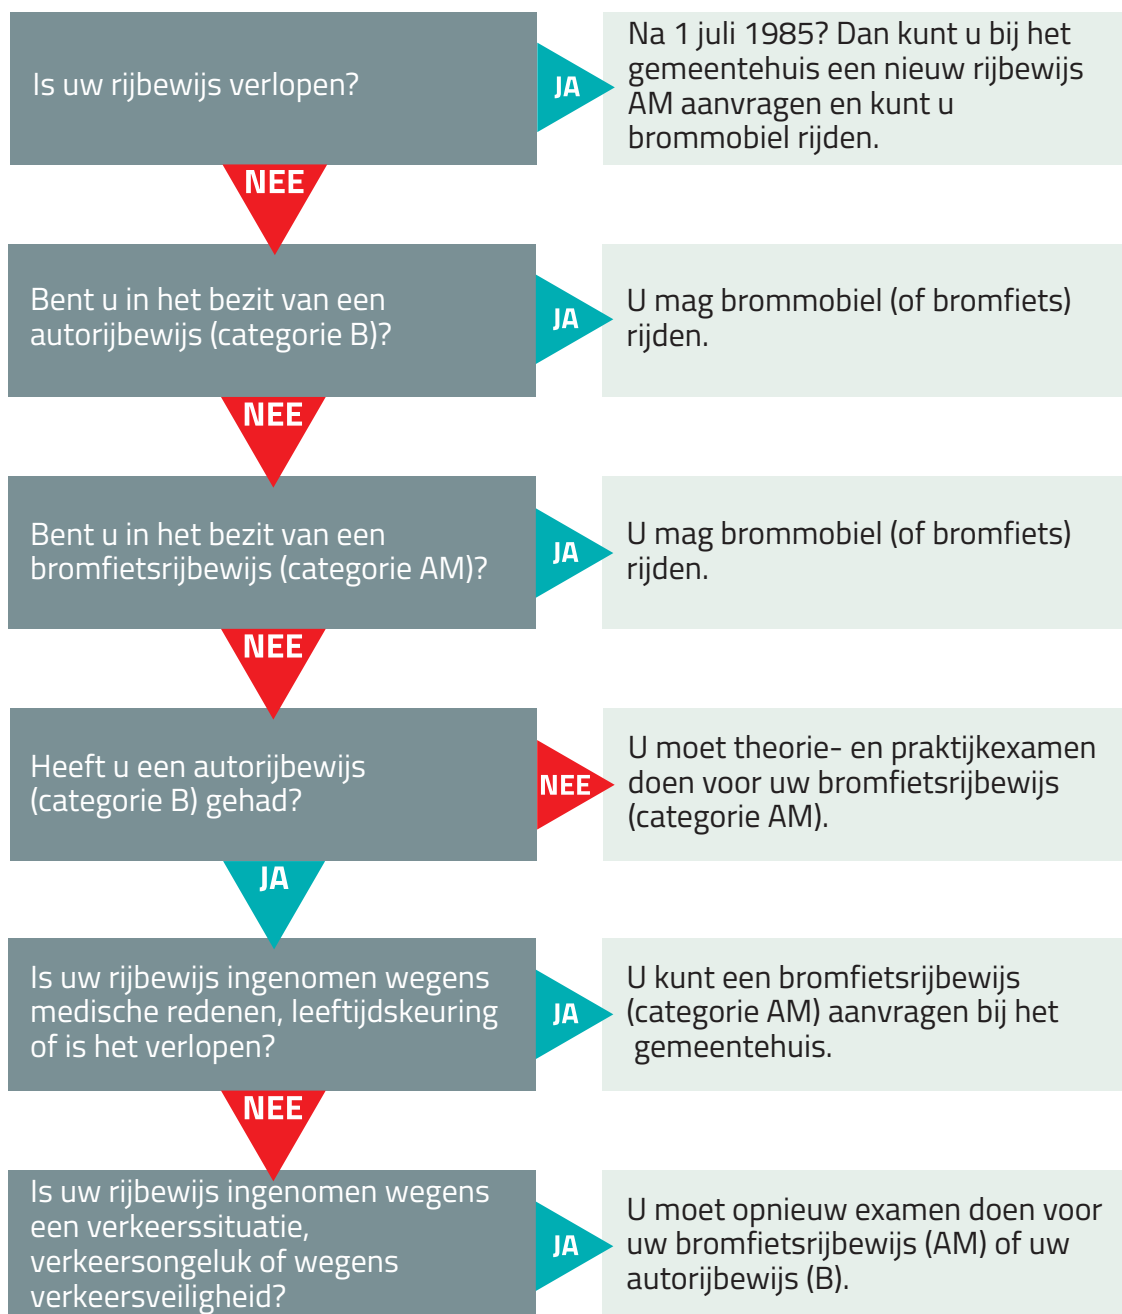 Is uw rijbewijs verlopen?
JA
Na 1 juli 1985? Dan kunt u bij het
gemeentehuis een nieuw rijbewijs
AM aanvragen en kunt u
brommobiel rijden.
NEE
Bent u in het bezit van een
autorijbewijs (categorie B)?
JA
U mag brommobiel (of bromfiets)
rijden.
NEE
Bent u in het bezit van een
bromfietsrijbewijs (categorie AM)?
JA
U mag brommobiel (of bromfiets)
rijden.
NEE
Heeft u een autorijbewijs
(categorie B) gehad?
NEE
U moet theorie- en praktijkexamen
doen voor uw bromfietsrijbewijs
(categorie AM).
JA
Is uw rijbewijs ingenomen wegens
medische redenen, leeftijdskeuring
of is het verlopen?
JA
U kunt een bromfietsrijbewijs
(categorie AM) aanvragen bij het
gemeentehuis.
NEE
Is uw rijbewijs ingenomen wegens
een verkeerssituatie,
verkeersongeluk of wegens
verkeersveiligheid?
JA
U moet opnieuw examen doen voor
uw bromfietsrijbewijs (AM) of uw
autorijbewijs (B).